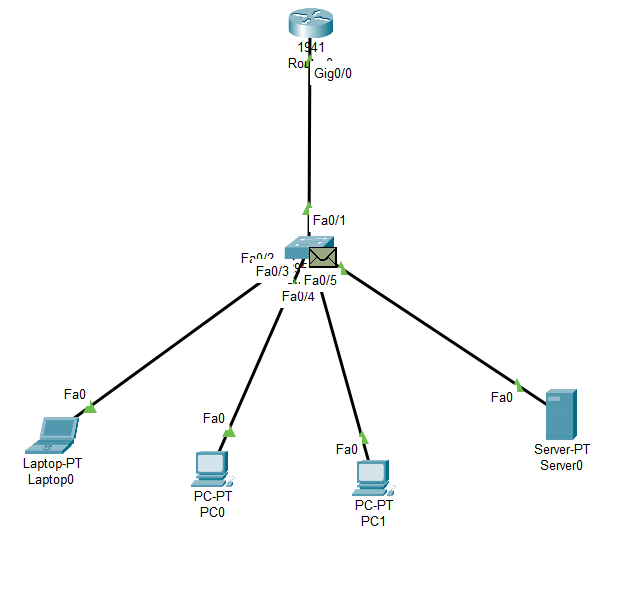 1941
Gig0/0
Fa0/1
Fa0/3
Fa0/5
Fa0/4
Fa0
Fa0
Fa0
Fa0
Laptop-PT
Laptop0
PC-PT
PC0
PC-PT
PC1
Server-PT
Server0